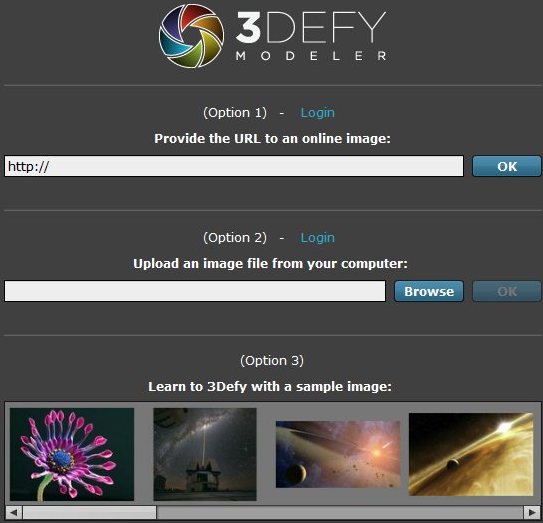 3DEFY
MODELER
(Option 1) - Login
Provide the URL to an online image:
http://
OK
(Option 2) - Login
Upload an image file from your computer:
Browse
OK
(Option 3)
Learn to 3Defy with a sample image: